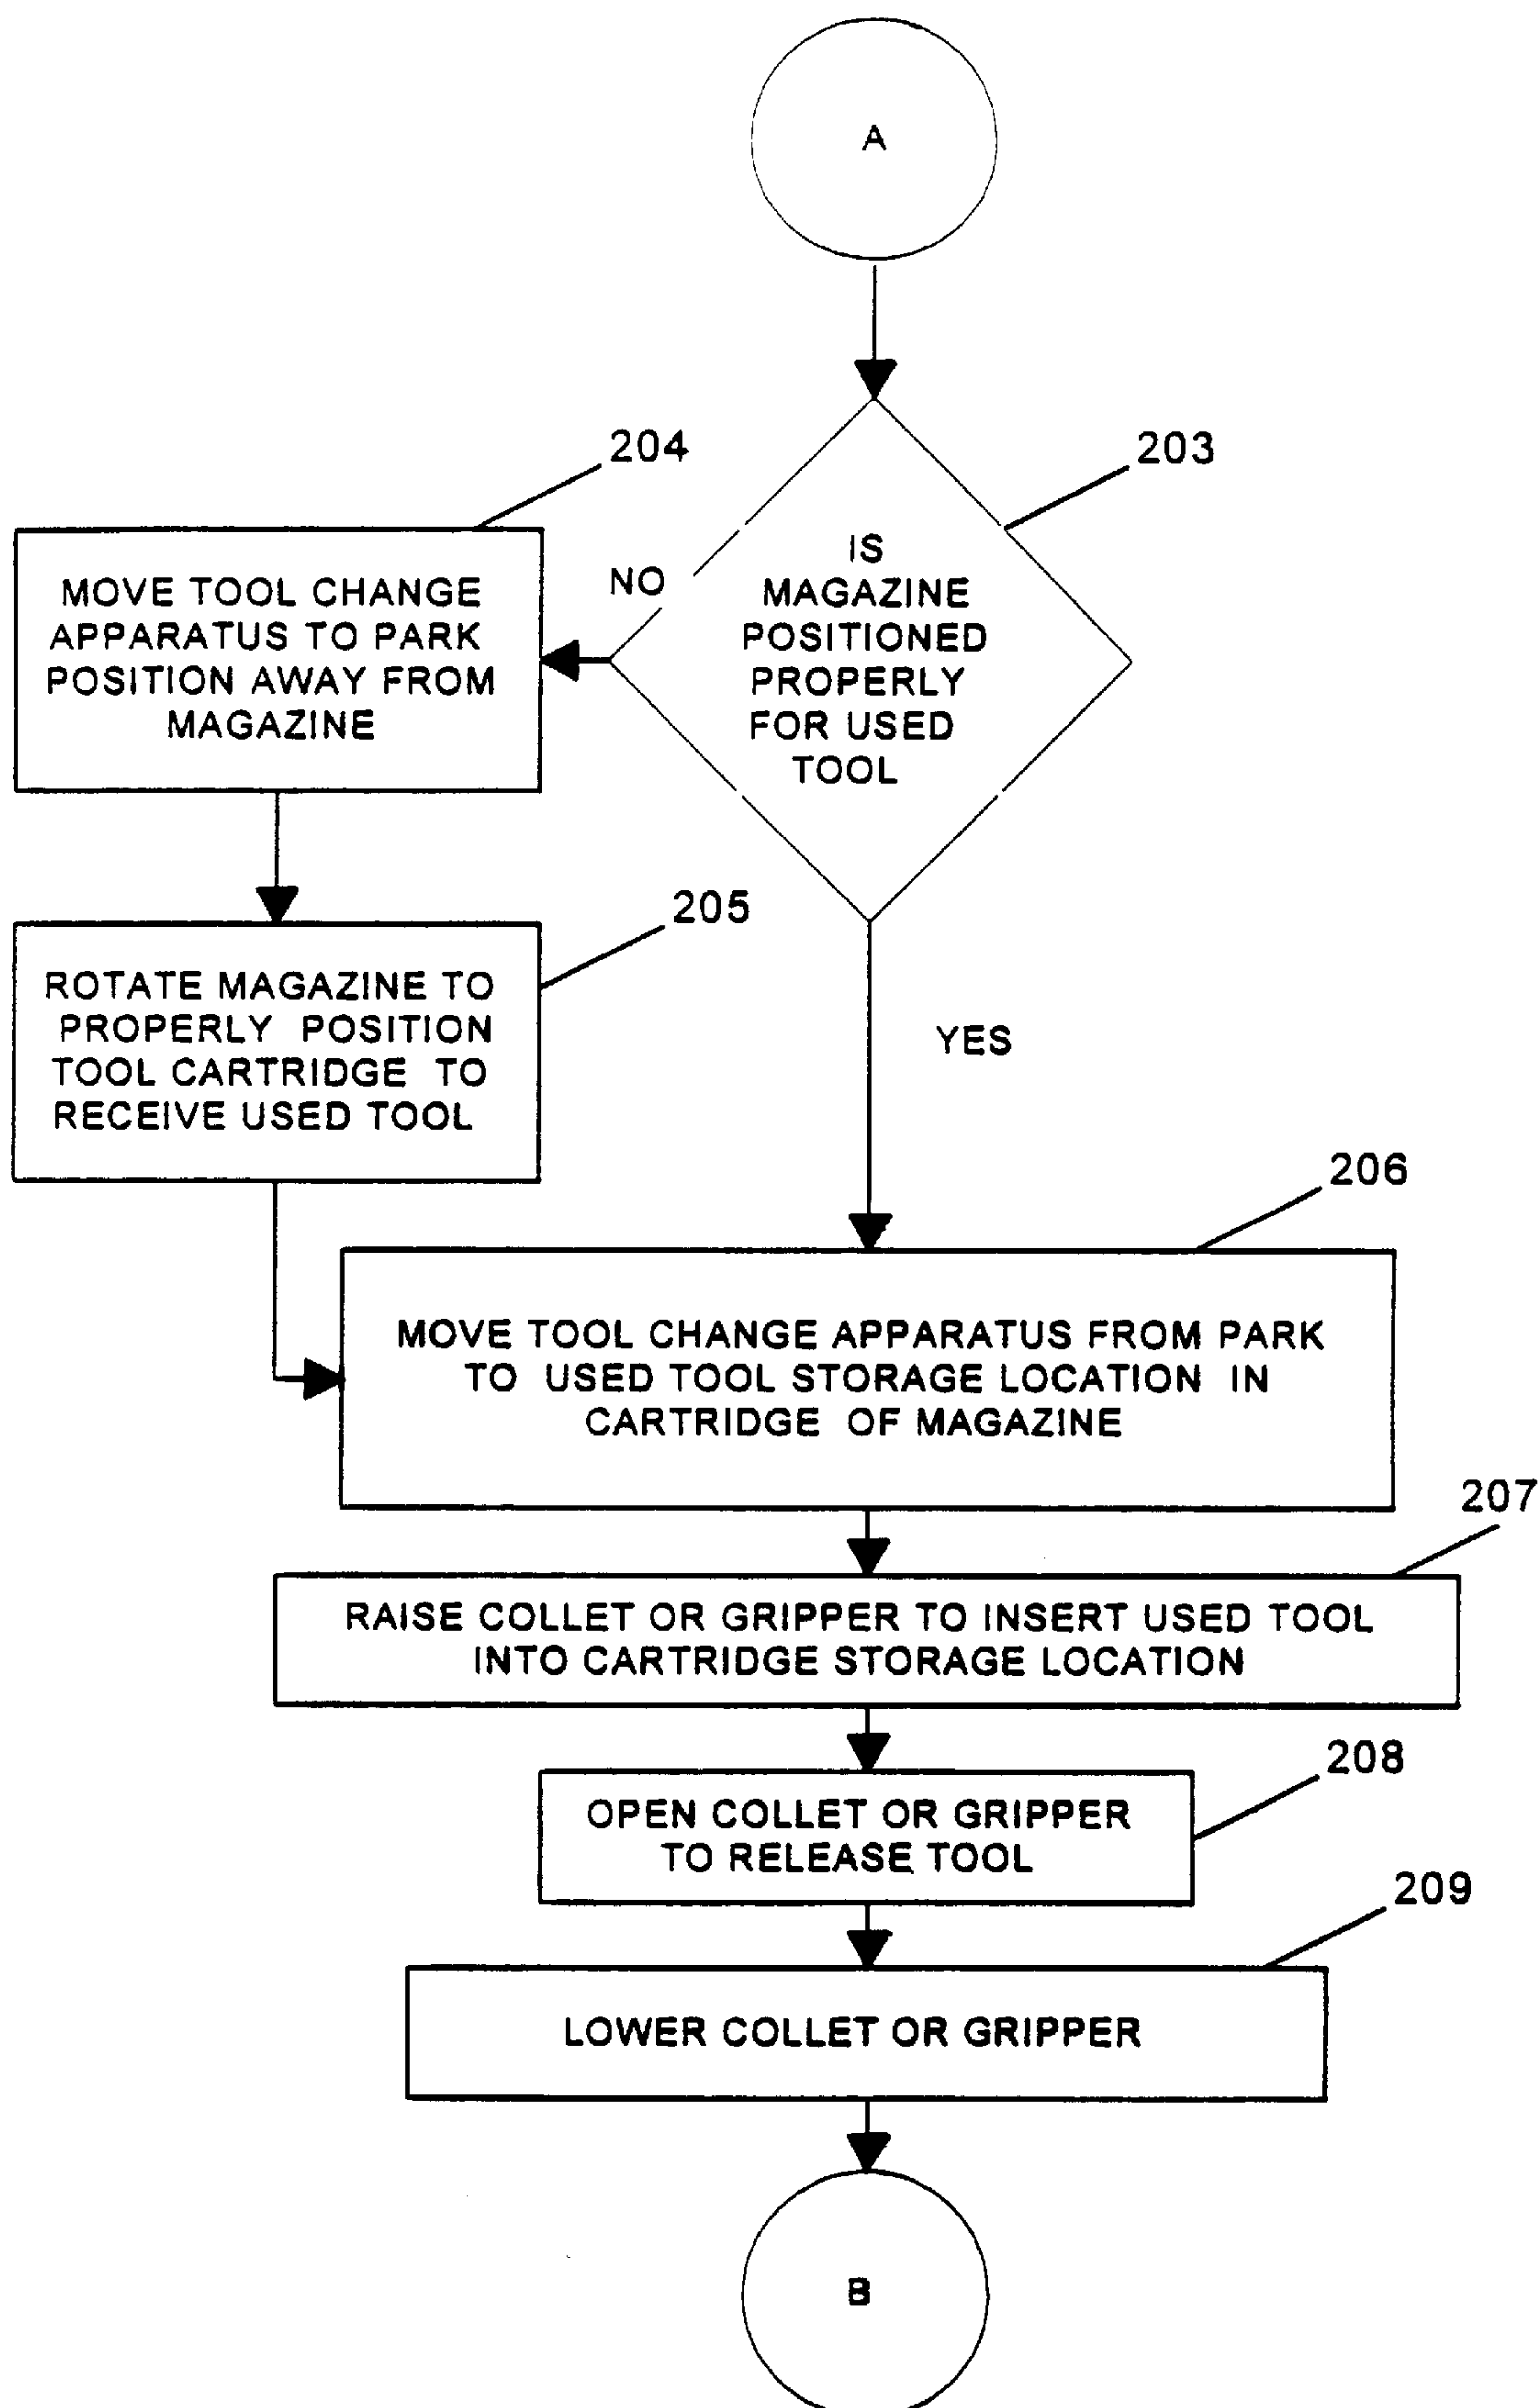 A
203
IS
MAGAZINE
POSITIONED
PROPERLY
FOR USED
TOOL
NO
204
MOVE TOOL CHANGE
APPARATUS TO PARK
POSITION AWAY FROM
MAGAZINE
205
ROTATE MAGAZINE TO
PROPERLY POSITION
TOOL CARTRIDGE TO
RECEIVE USED TOOL
YES
206
MOVE TOOL CHANGE APPARATUS FROM PARK
TO USED TOOL STORAGE LOCATION IN
CARTRIDGE OF MAGAZINE
207
RAISE COLLET OR GRIPPER TO INSERT USED TOOL
INTO CARTRIDGE STORAGE LOCATION
208
OPEN COLLET OR GRIPPER
TO RELEASE TOOL
209
LOWER COLLET OR GRIPPER
B